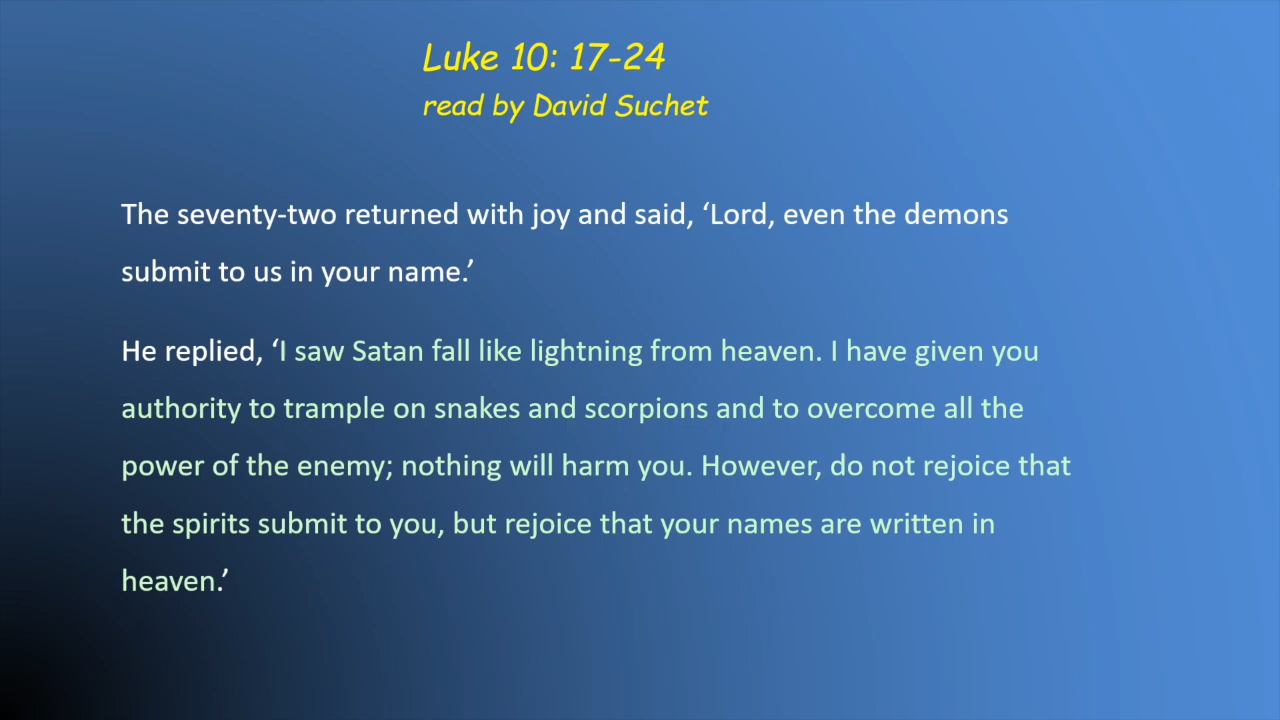 Luke 10: 17-24
read by David Suchet
The seventy-two returned with joy and said, ‘Lord, even the demons
submit to us in your name.’
He replied, ‘I saw Satan fall like lightning from heaven. I have given you
authority to trample on snakes and scorpions and to overcome all the
power of the enemy; nothing will harm you. However, do not rejoice that
the spirits submit to you, but rejoice that your names are written in
heaven.’